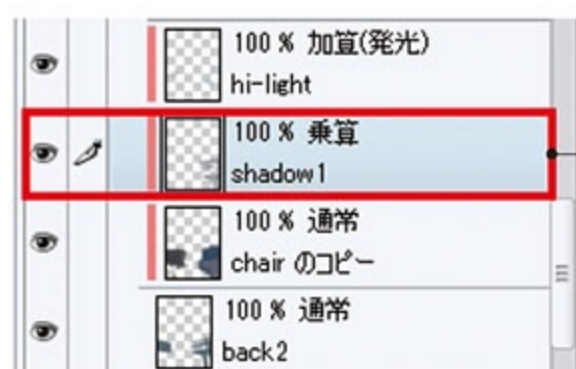 100 % 加算(発光)
hi-light
100 % 乗算
shadow1
100 % 通常
chair のコピー
100 % 通常
back2